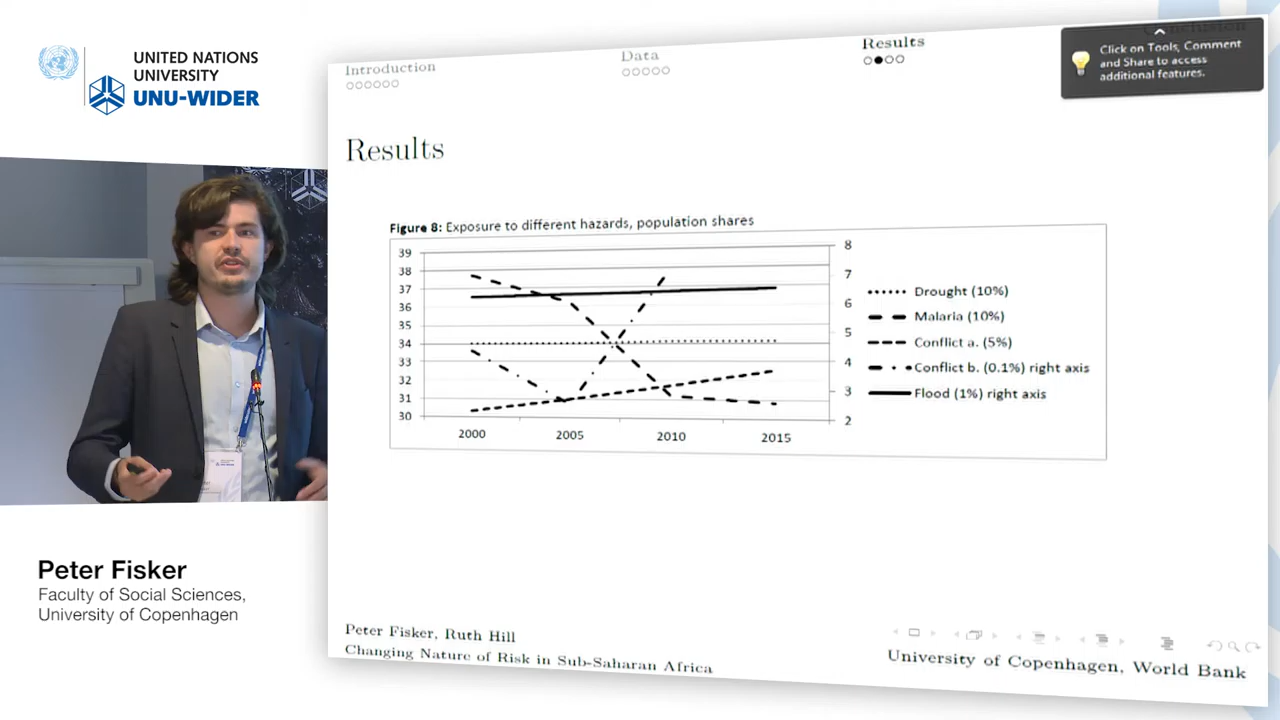 UNITED NATIONS
UNIVERSITY
UNU-WIDER
Peter Fisker
Faculty of Social Sciences,
University of Copenhagen
Introduction
Data
Results
Click on Tools, Comment
and Share to access
additional features.
Results
Figure 8: Exposure to different hazards, population shares
39
38
37
36
35
34
33
32
31
30
8
7
6
5
4
3
2
2000 2005 2010 2015
Drought (10%)
Malaria (10%)
Conflict a. (5%)
Conflict b. (0.1%) right axis
Flood (1%) right axis
Peter Fisker, Ruth Hill
Changing Nature of Risk in Sub-Saharan Africa
University of Copenhagen, World Bank